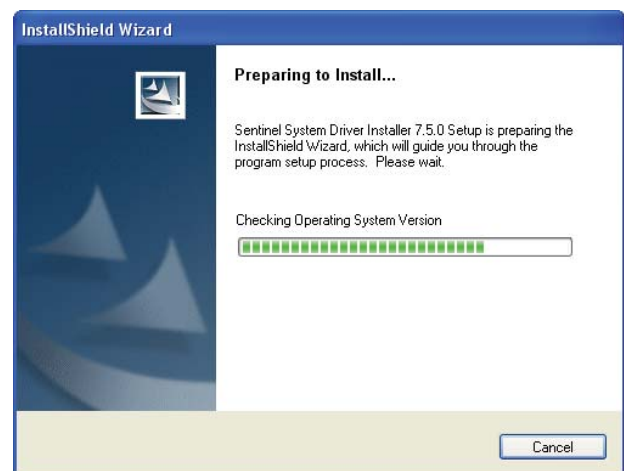 InstallShield Wizard
Preparing to Install...
Sentinel System Driver Installer 7.5.0 Setup is preparing the
InstallShield Wizard, which will guide you through the
program setup process. Please wait.
Checking Operating System Version
Cancel